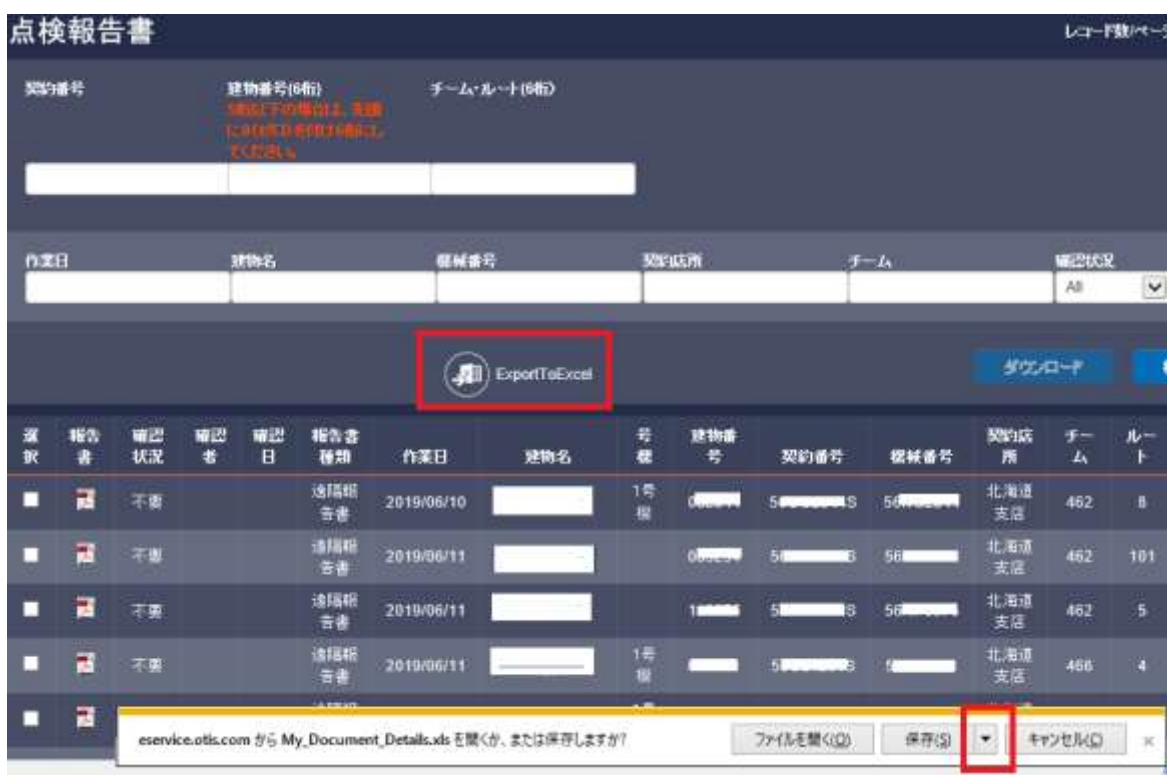 点検報告書
レコード数/ペー
契約番号 建物番号(6桁) チーム・ルート(6桁)
5桁以下の場合は、先頭
に0(ゼロ)を付け6桁にし
てください。
作業日 建物名 機械番号 契約店所 チーム 確認状況
All
ExportToExcel
ダウンロード
選択 報告書 確認状況 確認者 確認日 報告書種類 作業日 建物名 号機 建物番号 契約番号 機械番号 契約店所 チーム ルート
不要 遠隔報告書 2019/06/10 1号機 5 S 56 北海道支店 462 8
不要 遠隔報告書 2019/06/11 5 S 56 北海道支店 462 101
不要 遠隔報告書 2019/06/11 1 5 S 56 北海道支店 462 5
不要 遠隔報告書 2019/06/11 1号機 5 S 北海道支店 466 4
eservice.otis.com から My_Document_Details.xls を開くか、または保存しますか?
ファイルを開く(O) 保存(S) キャンセル(C) ×